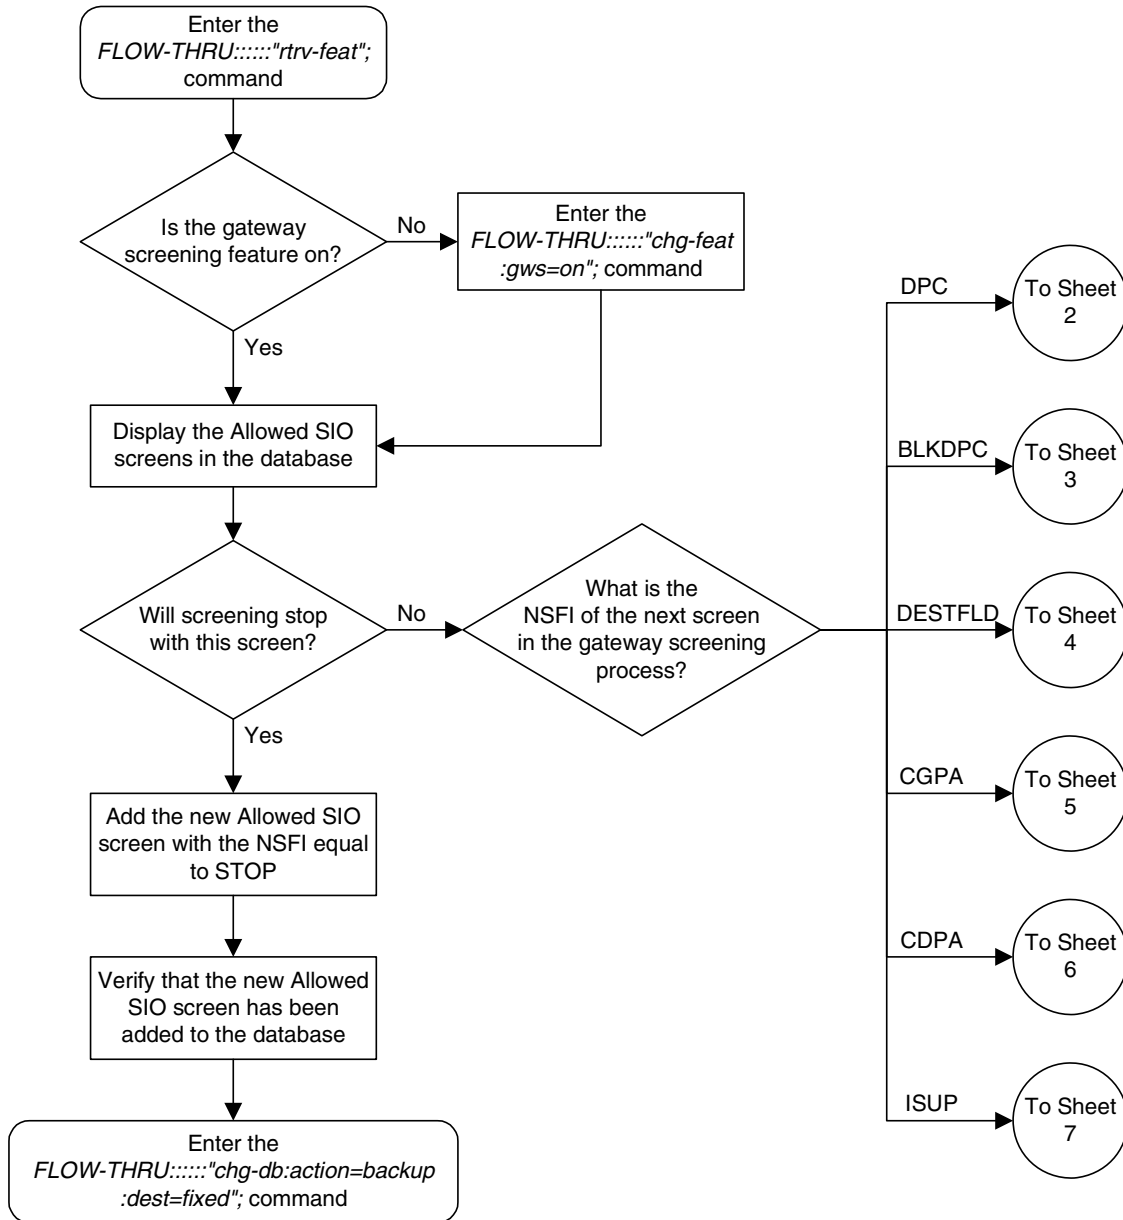 Enter the
FLOW-THRU::::::"rtrv-feat";
command
Is the gateway
screening feature on?
No
Enter the
FLOW-THRU::::::"chg-feat
:gws=on"; command
Yes
Display the Allowed SIO
screens in the database
Will screening stop
with this screen?
No
What is the
NSFI of the next screen
in the gateway screening
process?
Yes
Add the new Allowed SIO
screen with the NSFI equal
to STOP
Verify that the new Allowed
SIO screen has been
added to the database
Enter the
FLOW-THRU::::::"chg-db:action=backup
:dest=fixed"; command
DPC
To Sheet
2
BLKDPC
To Sheet
3
DESTFLD
To Sheet
4
CGPA
To Sheet
5
CDPA
To Sheet
6
ISUP
To Sheet
7